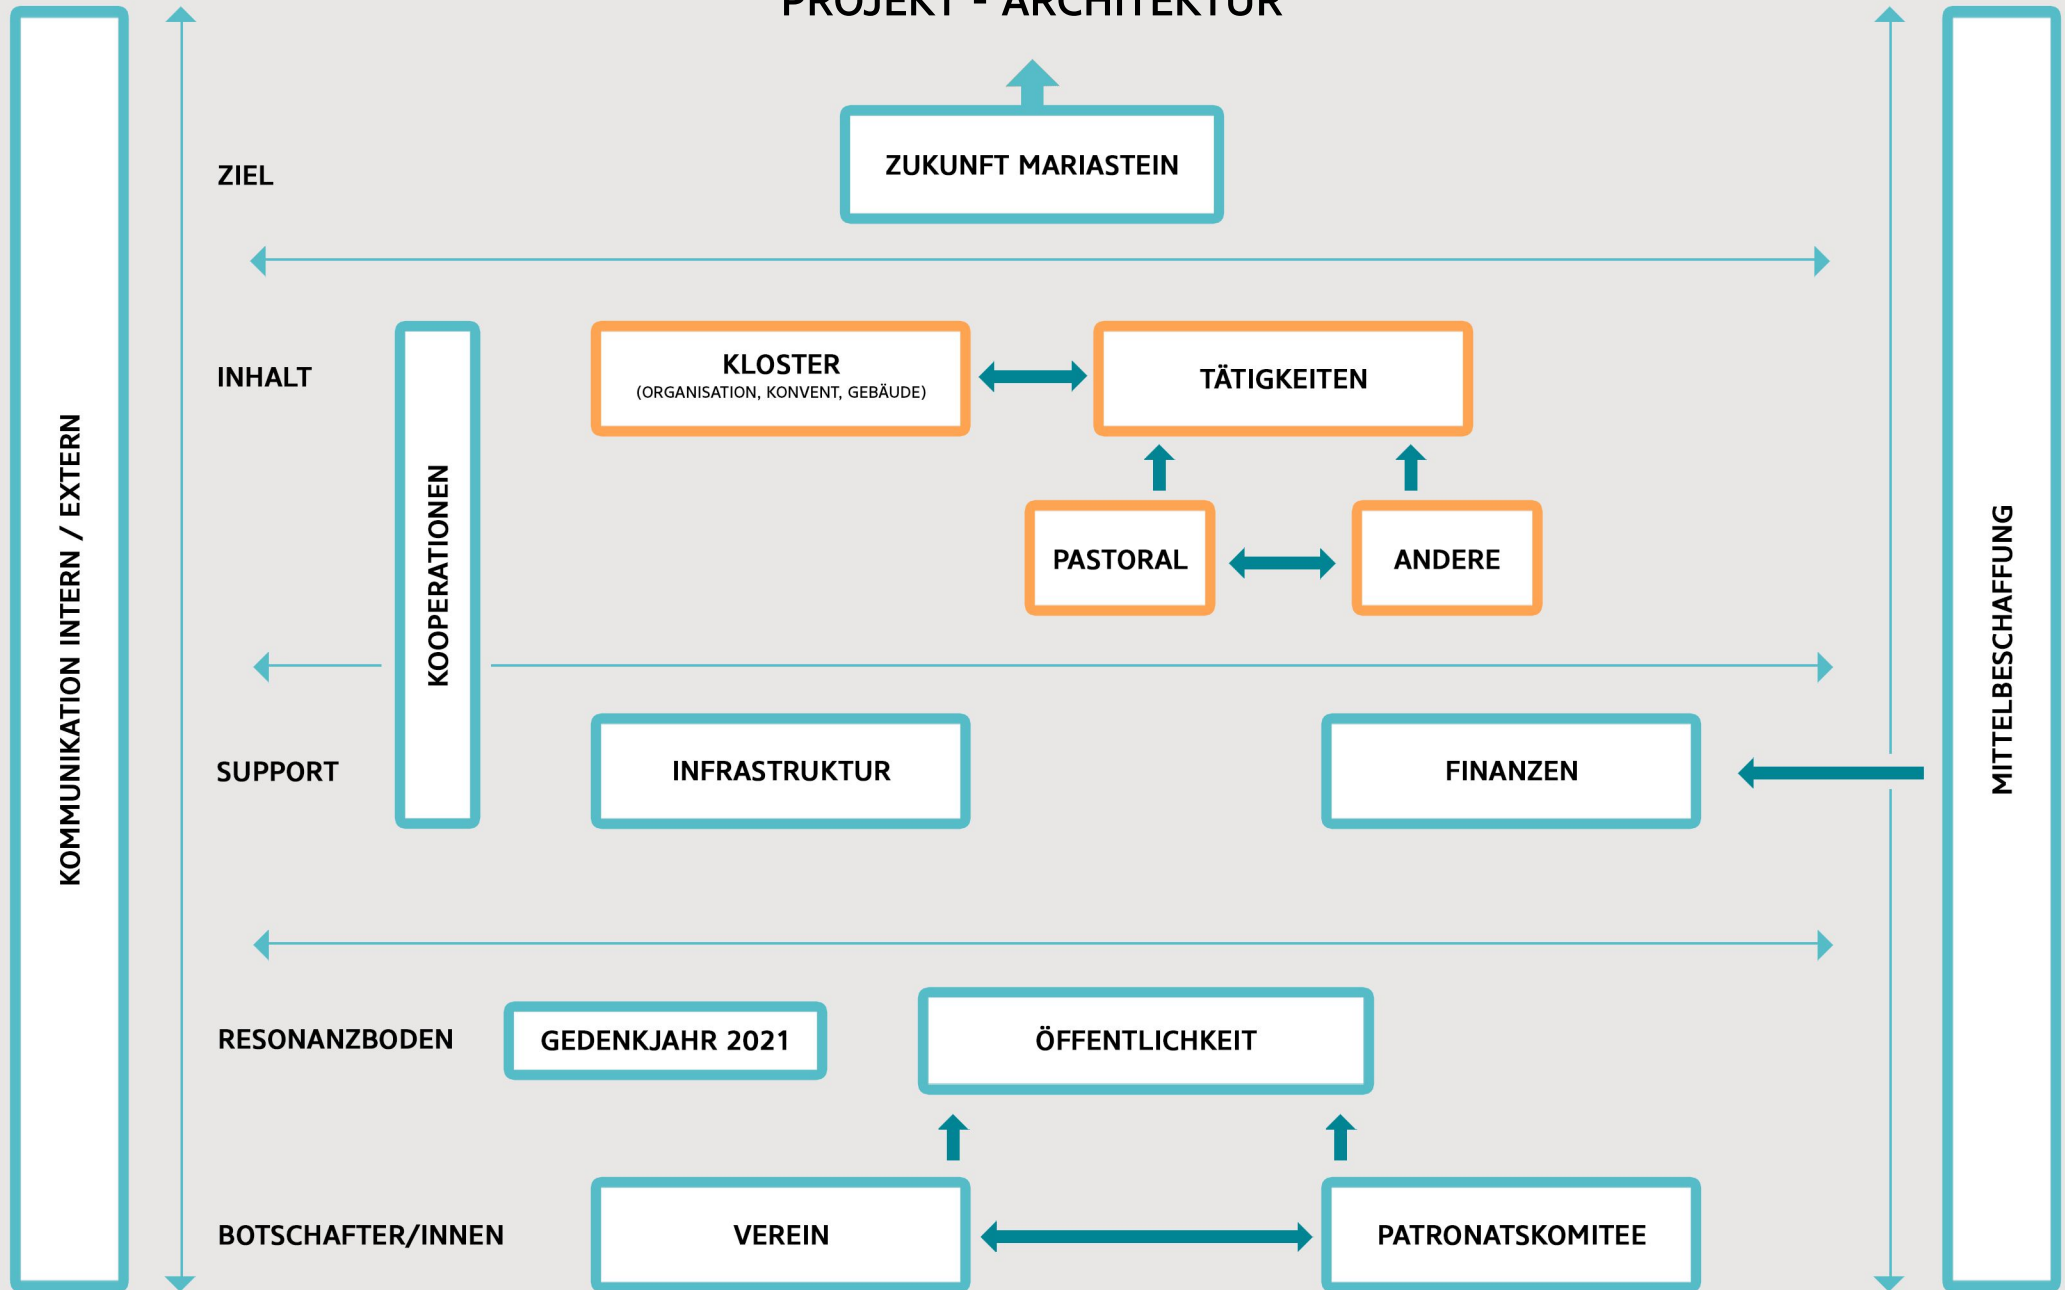 PROJEKT - ARCHITEKTUR
ZIEL
ZUKUNFT MARIASTEIN
INHALT
KLOSTER
(ORGANISATION, KONVENT, GEBÄUDE)
TÄTIGKEITEN
PASTORAL
ANDERE
KOOPERATIONEN
KOMMUNIKATION INTERN / EXTERN
MITTELBESCHAFFUNG
SUPPORT
INFRASTRUKTUR
FINANZEN
RESONANZBODEN
GEDENKJAHR 2021
ÖFFENTLICHKEIT
BOTSCHAFTER/INNEN
VEREIN
PATRONATSKOMITEE